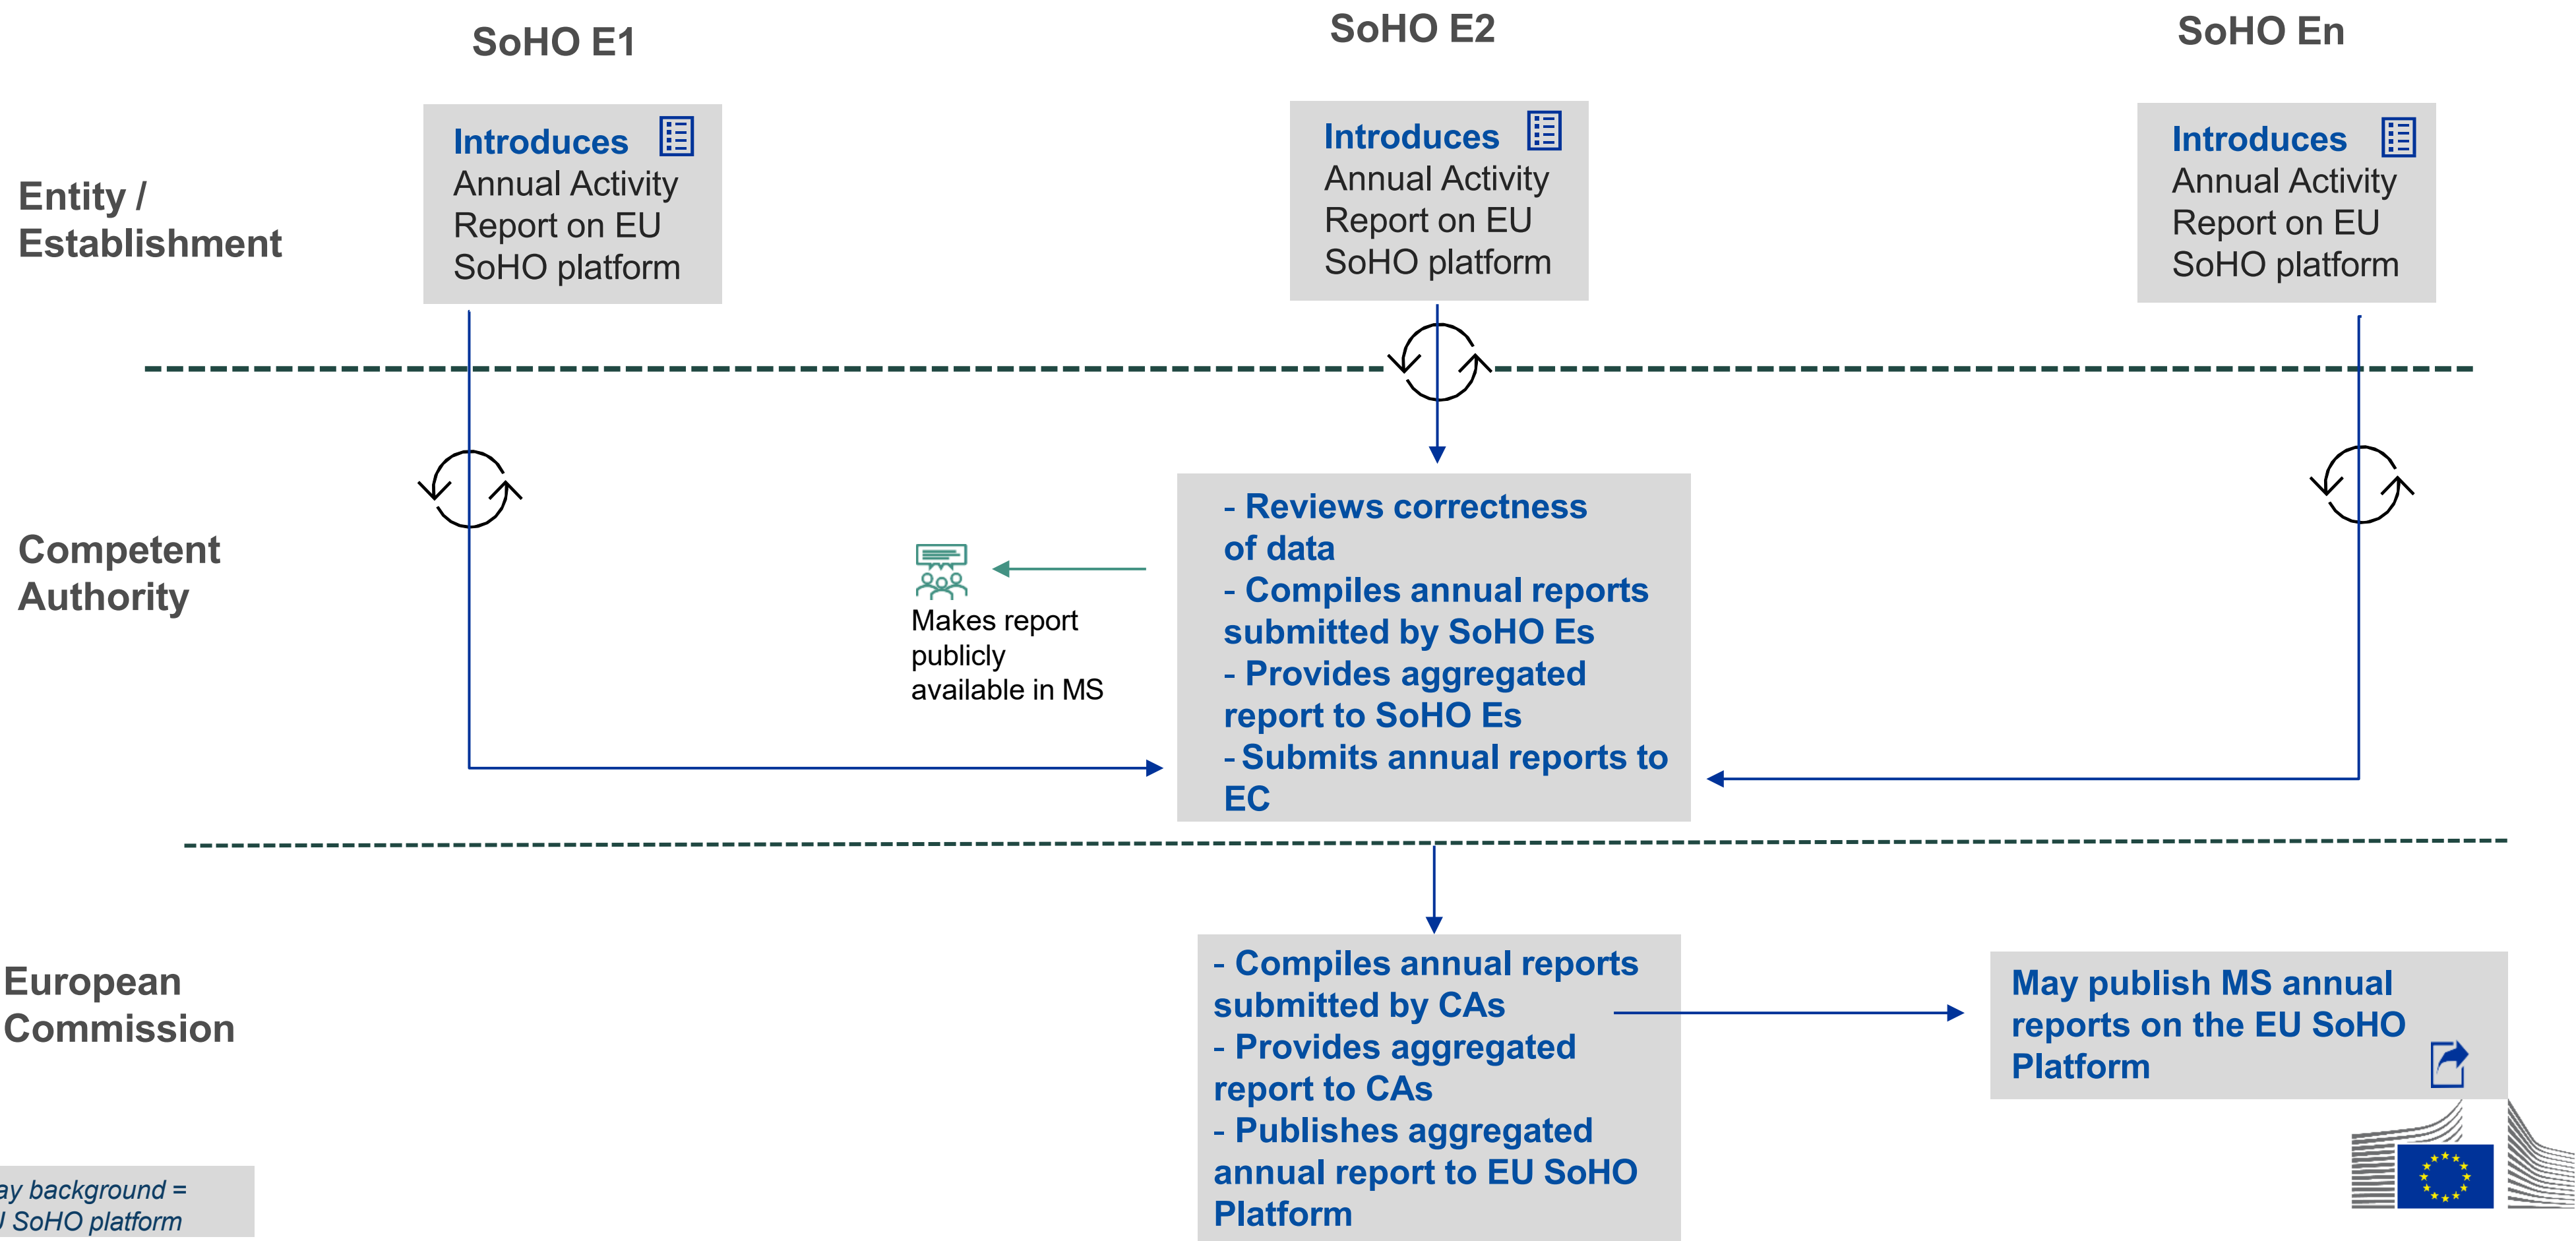 SoHO E1
SoHO E2
SoHO En
Entity /
Establishment
Introduces
Annual Activity
Report on EU
SoHO platform
Introduces
Annual Activity
Report on EU
SoHO platform
Introduces
Annual Activity
Report on EU
SoHO platform
Competent
Authority
Makes report
publicly
available in MS
- Reviews correctness
of data
- Compiles annual reports
submitted by SoHO Es
- Provides aggregated
report to SoHO Es
- Submits annual reports to
EC
European
Commission
- Compiles annual reports
submitted by CAs
- Provides aggregated
report to CAs
- Publishes aggregated
annual report to EU SoHO
Platform
May publish MS annual
reports on the EU SoHO
Platform
background =
SoHO platform